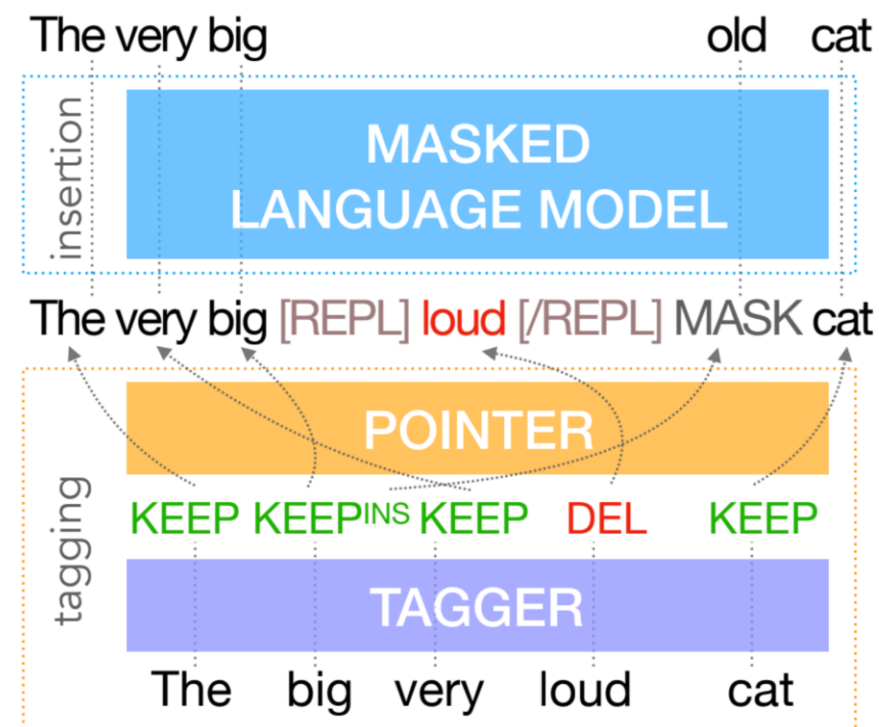 The very big old cat
insertion
MASKED
LANGUAGE MODEL
The very big [REPL] loud [/REPL] MASK cat
tagging
POINTER
KEEP KEEPINS KEEP DEL KEEP
TAGGER
The big very loud cat